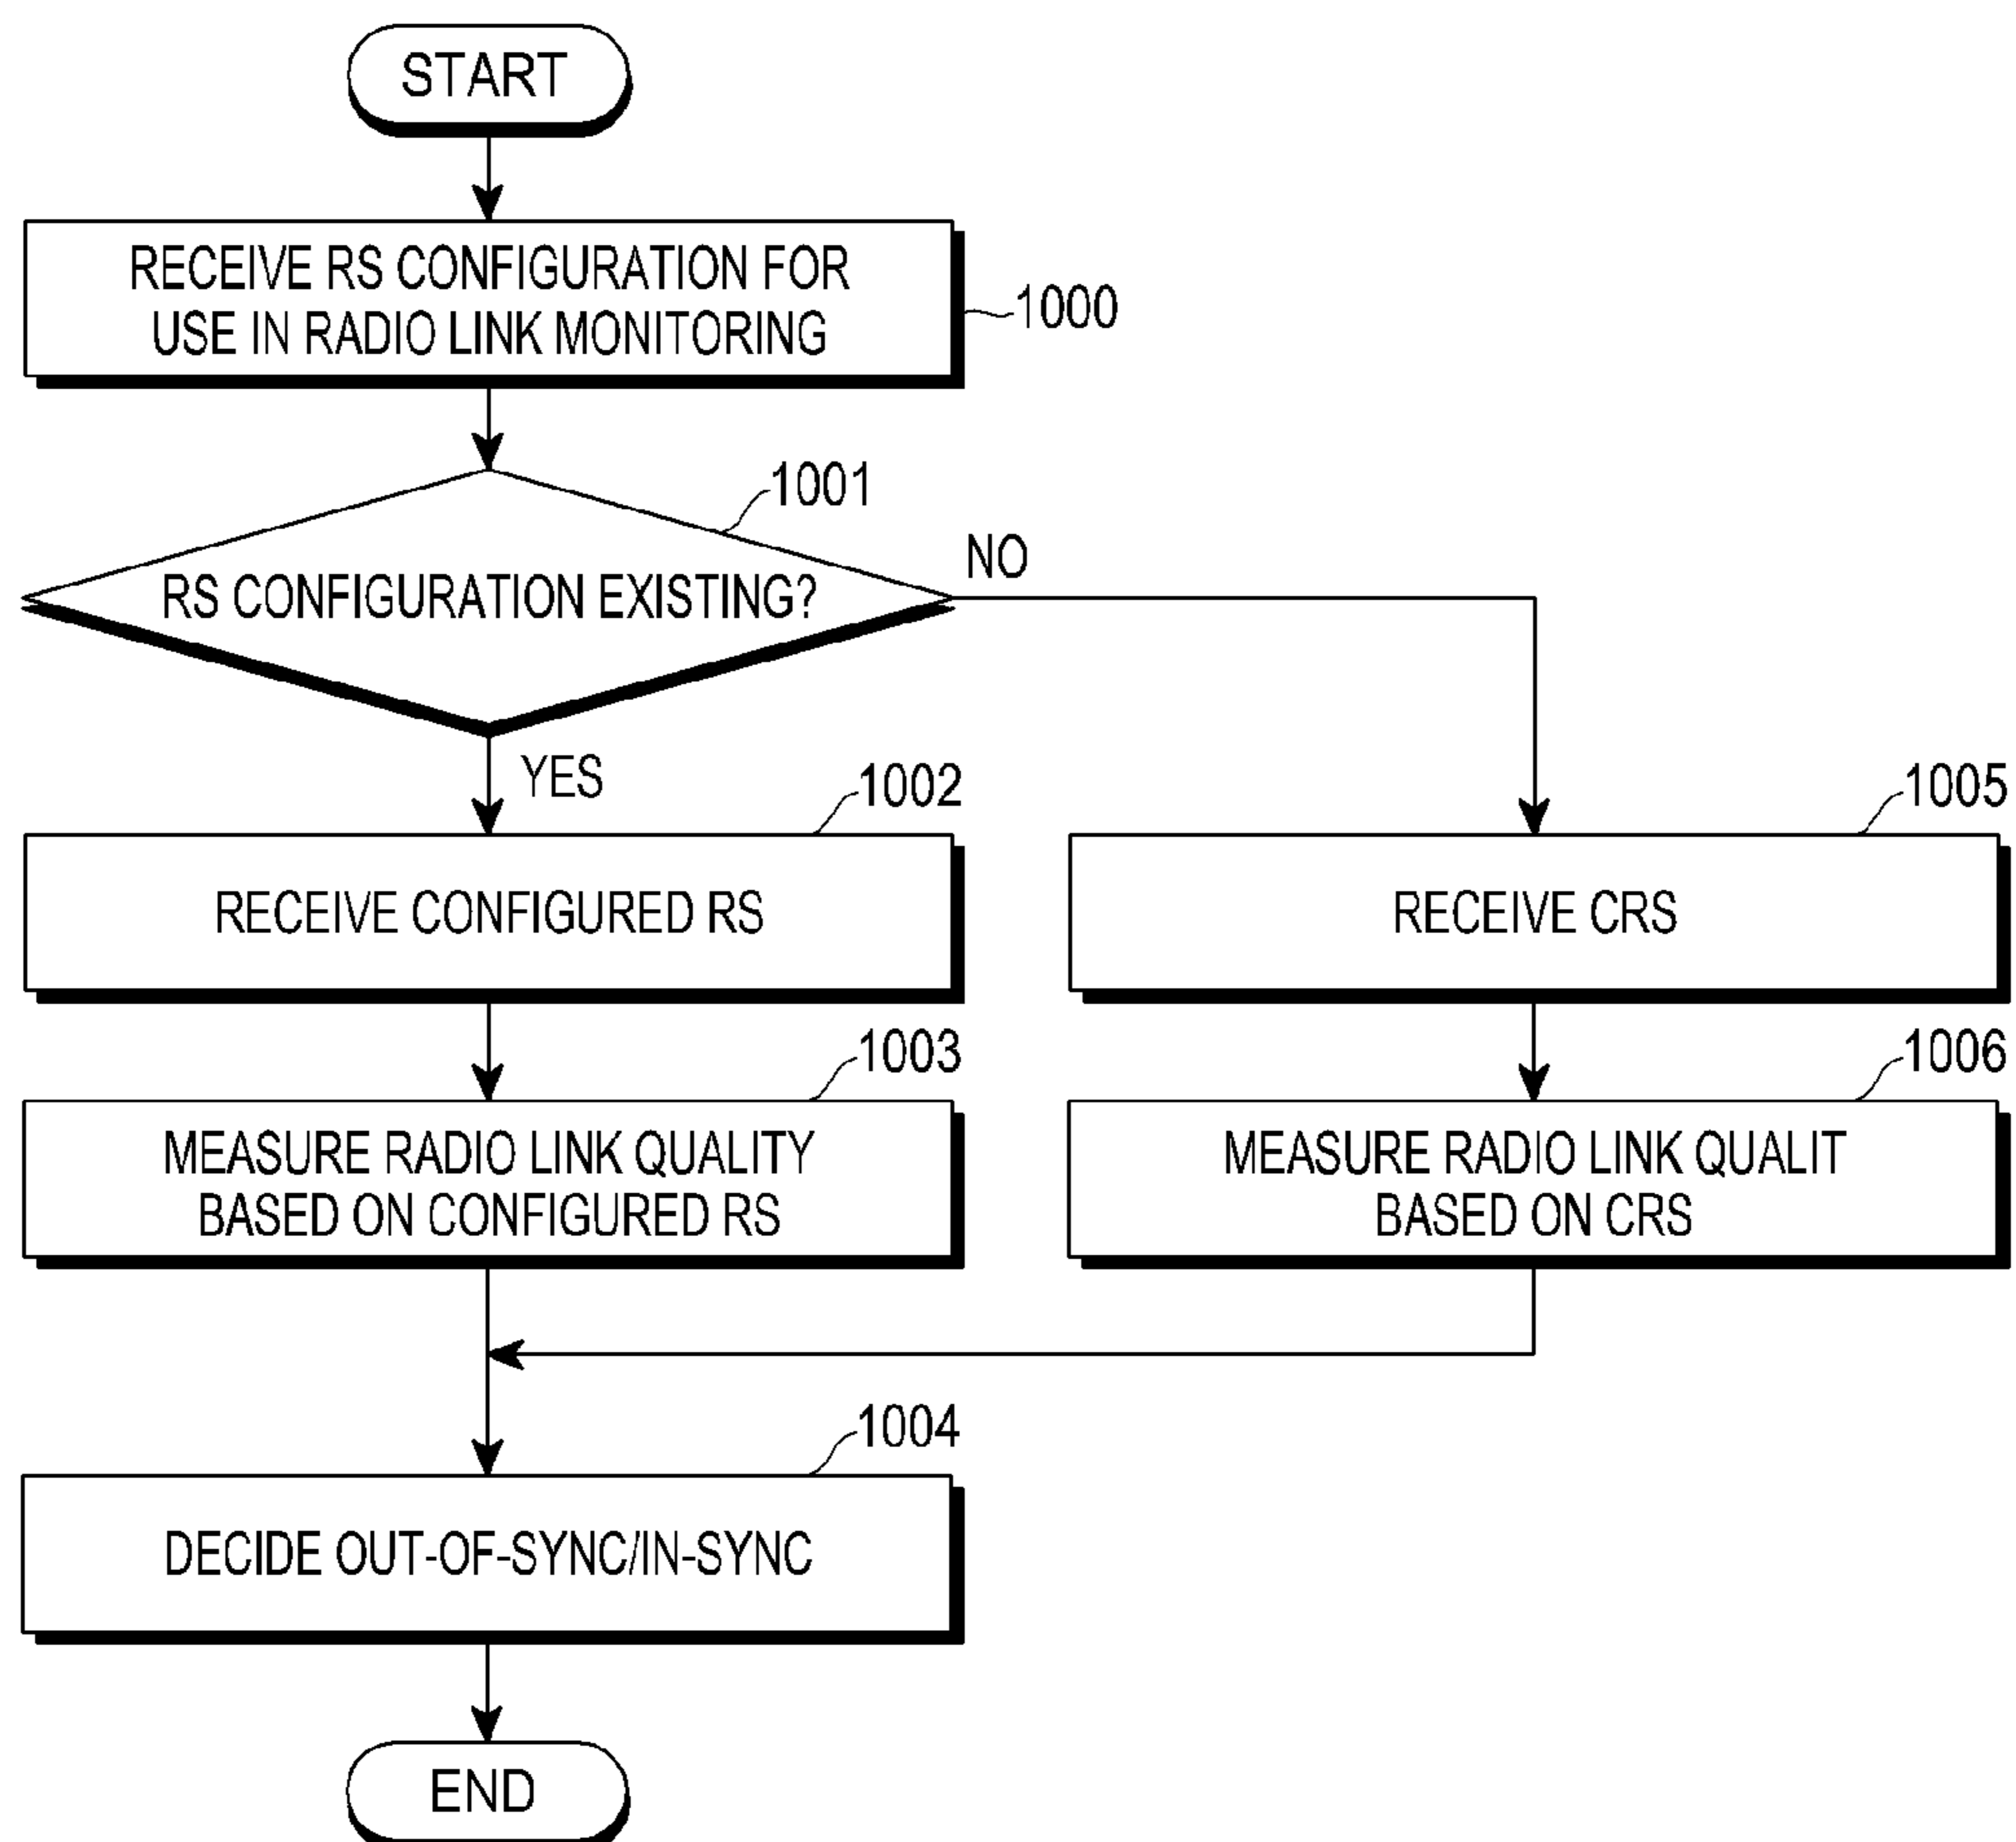 START
RECEIVE RS CONFIGURATION FOR
USE IN RADIO LINK MONITORING
1000
1001
RS CONFIGURATION EXISTING?
NO
YES
1002
RECEIVE CONFIGURED RS
1005
RECEIVE CRS
1003
MEASURE RADIO LINK QUALITY
BASED ON CONFIGURED RS
1006
MEASURE RADIO LINK QUALIT
BASED ON CRS
1004
DECIDE OUT-OF-SYNC/IN-SYNC
END